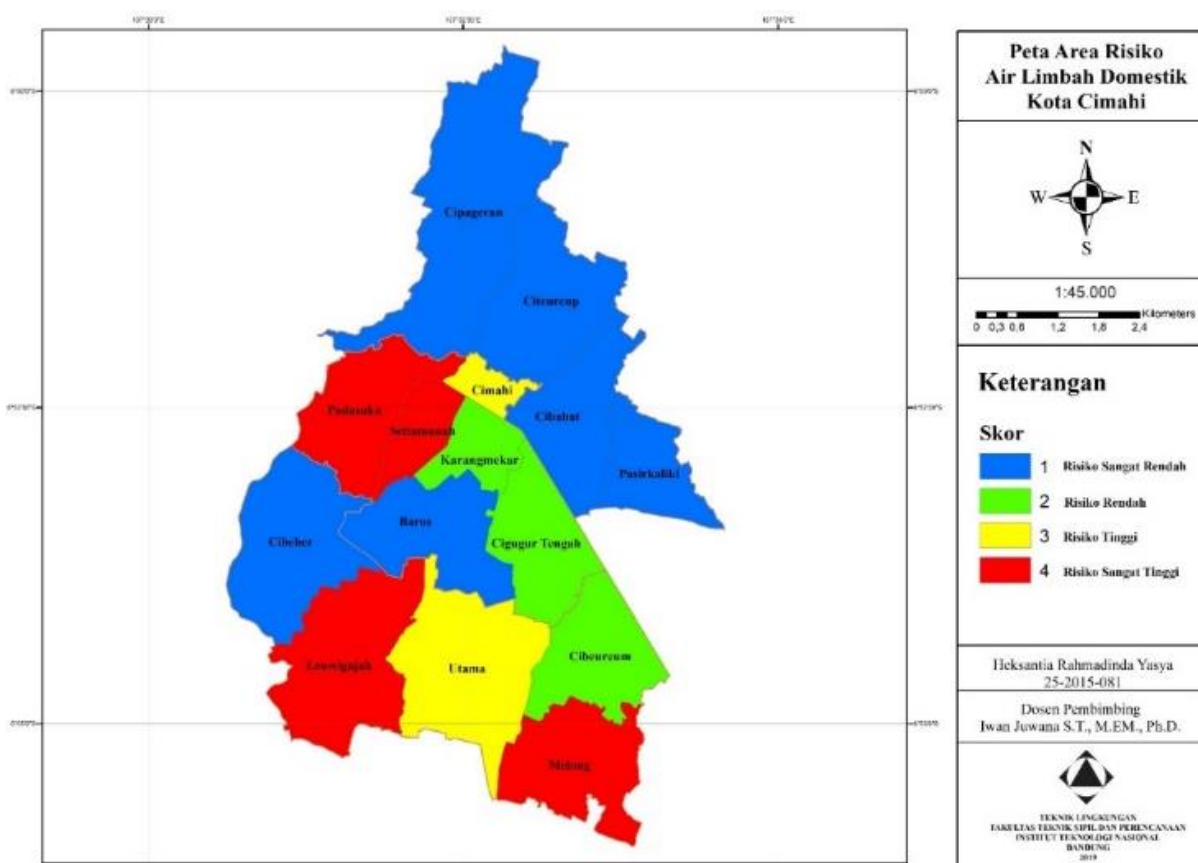 Peta Area Risiko
Air Limbah Domestik
Kota Cimahi
N
W
E
S
1:45.000
Kilometers
0 0,3 0,6 1,2 1,8 2,4
Keterangan
Skor
1 Risiko Sangat Rendah
2 Risiko Rendah
3 Risiko Tinggi
4 Risiko Sangat Tinggi
Heksantia Rahmadinda Yasya
25-2015-081
Dosen Pembimbing
Iwan Juwana S.T., M.EM., Ph.D.
TEKNIK LINGKUNGAN
FAKULTAS TEKNIK SIPIL DAN PERENCANAAN
INSTITUT TEKNOLOGI NASIONAL
BANDUNG
2019
Cipageran
Citeureup
Cimahi
Padasuka
Setiamanah
Cibabat
Karangmekar
Pasirkaliki
Baros
Cibeber
Cigugur Tengah
Leuwigajah
Utama
Cibeureum
Melong